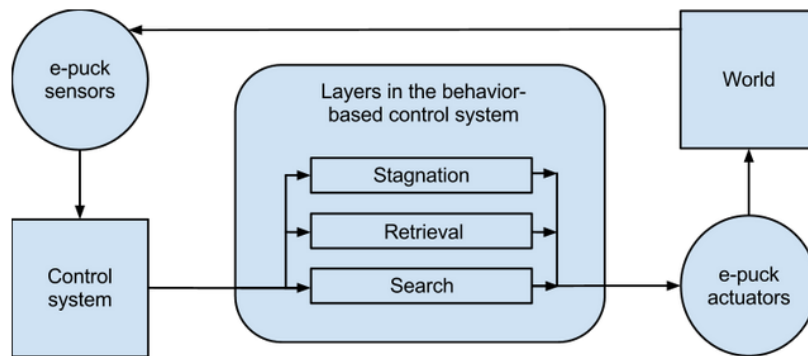 e-puck
sensors
World
Layers in the behavior-
based control system
Stagnation
Retrieval
Search
Control
system
e-puck
actuators